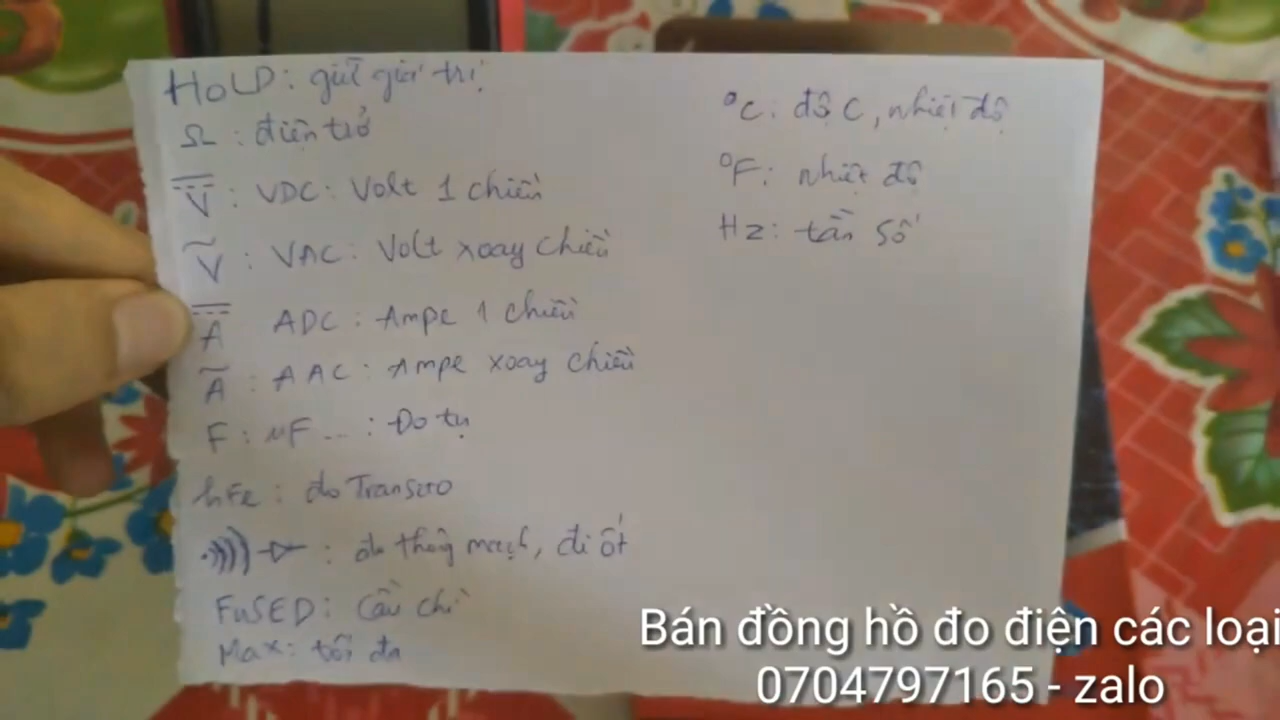 HOLD: giữ giá trị
Ω : điện trở
V : VDC: Volt 1 chiều
V : VAC: Volt xoay chiều
A ADC: Ampe 1 chiều
A : AAC: Ampe xoay chiều
F : µF... : Đo tụ
hFE : đo Transito
: đo thông mạch, đi ốt
FUSED: Cầu chì
Max: tối đa
°C: độ C, nhiệt độ
°F: nhiệt độ
Hz: tần số
Bán đồng hồ đo điện các loại
0704797165 - zalo